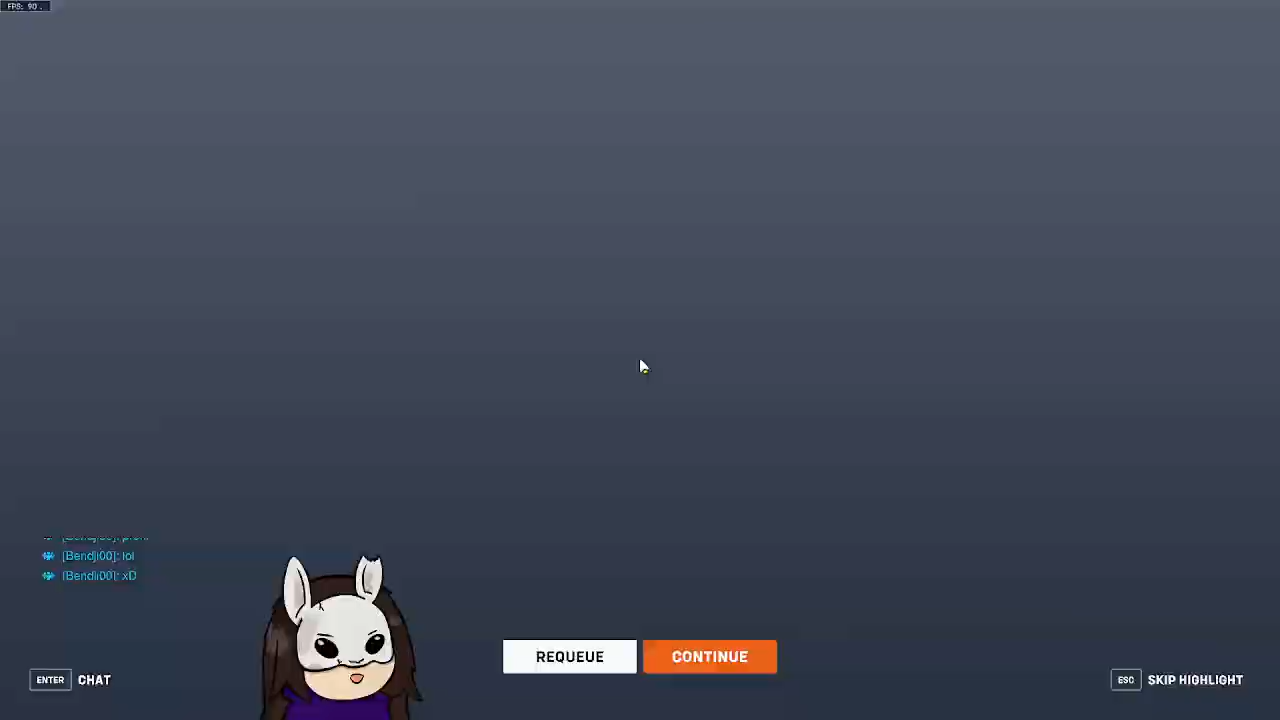 FPS: 90
[Bendji00]: lol
[Bendji00]: xD
REQUEUE
CONTINUE
ENTER
CHAT
ESC
SKIP HIGHLIGHT